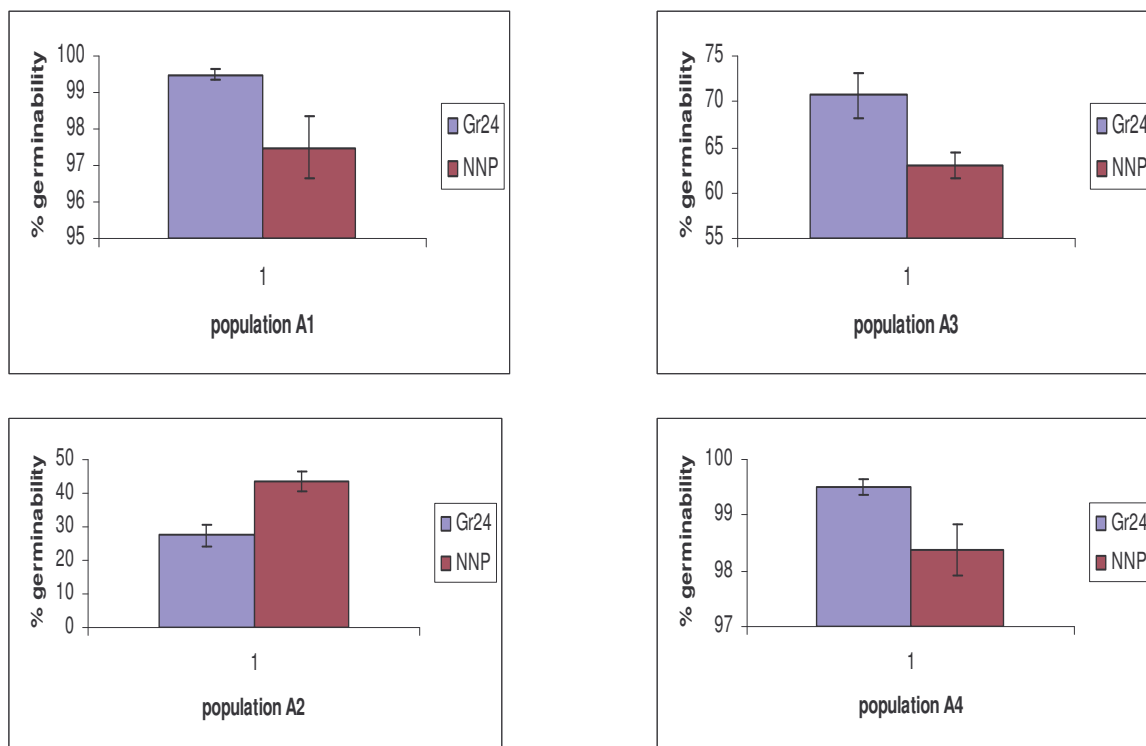 % germinability
100
99
98
97
96
95
1
population A1
Gr24
NNP
% germinability
75
70
65
60
55
1
population A3
Gr24
NNP
% germinability
50
40
30
20
10
0
1
population A2
Gr24
NNP
% germinability
100
99
98
97
1
population A4
Gr24
NNP